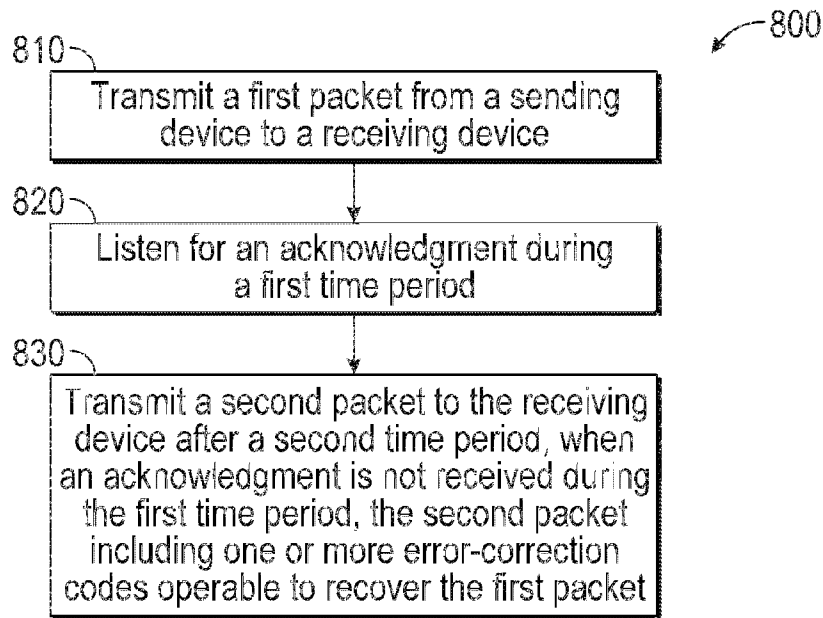 800
810
Transmit a first packet from a sending
device to a receiving device
820
Listen for an acknowledgment during
a first time period
830
Transmit a second packet to the receiving
device after a second time period, when
an acknowledgment is not received during
the first time period, the second packet
including one or more error-correction
codes operable to recover the first packet